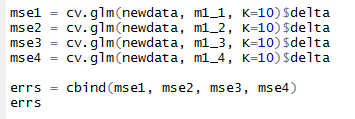 mse1 = cv.glm(newdata, m1_1, K=10)$delta
mse2 = cv.glm(newdata, m1_2, K=10)$delta
mse3 = cv.glm(newdata, m1_3, K=10)$delta
mse4 = cv.glm(newdata, m1_4, K=10)$delta
errs = cbind(mse1, mse2, mse3, mse4)
errs